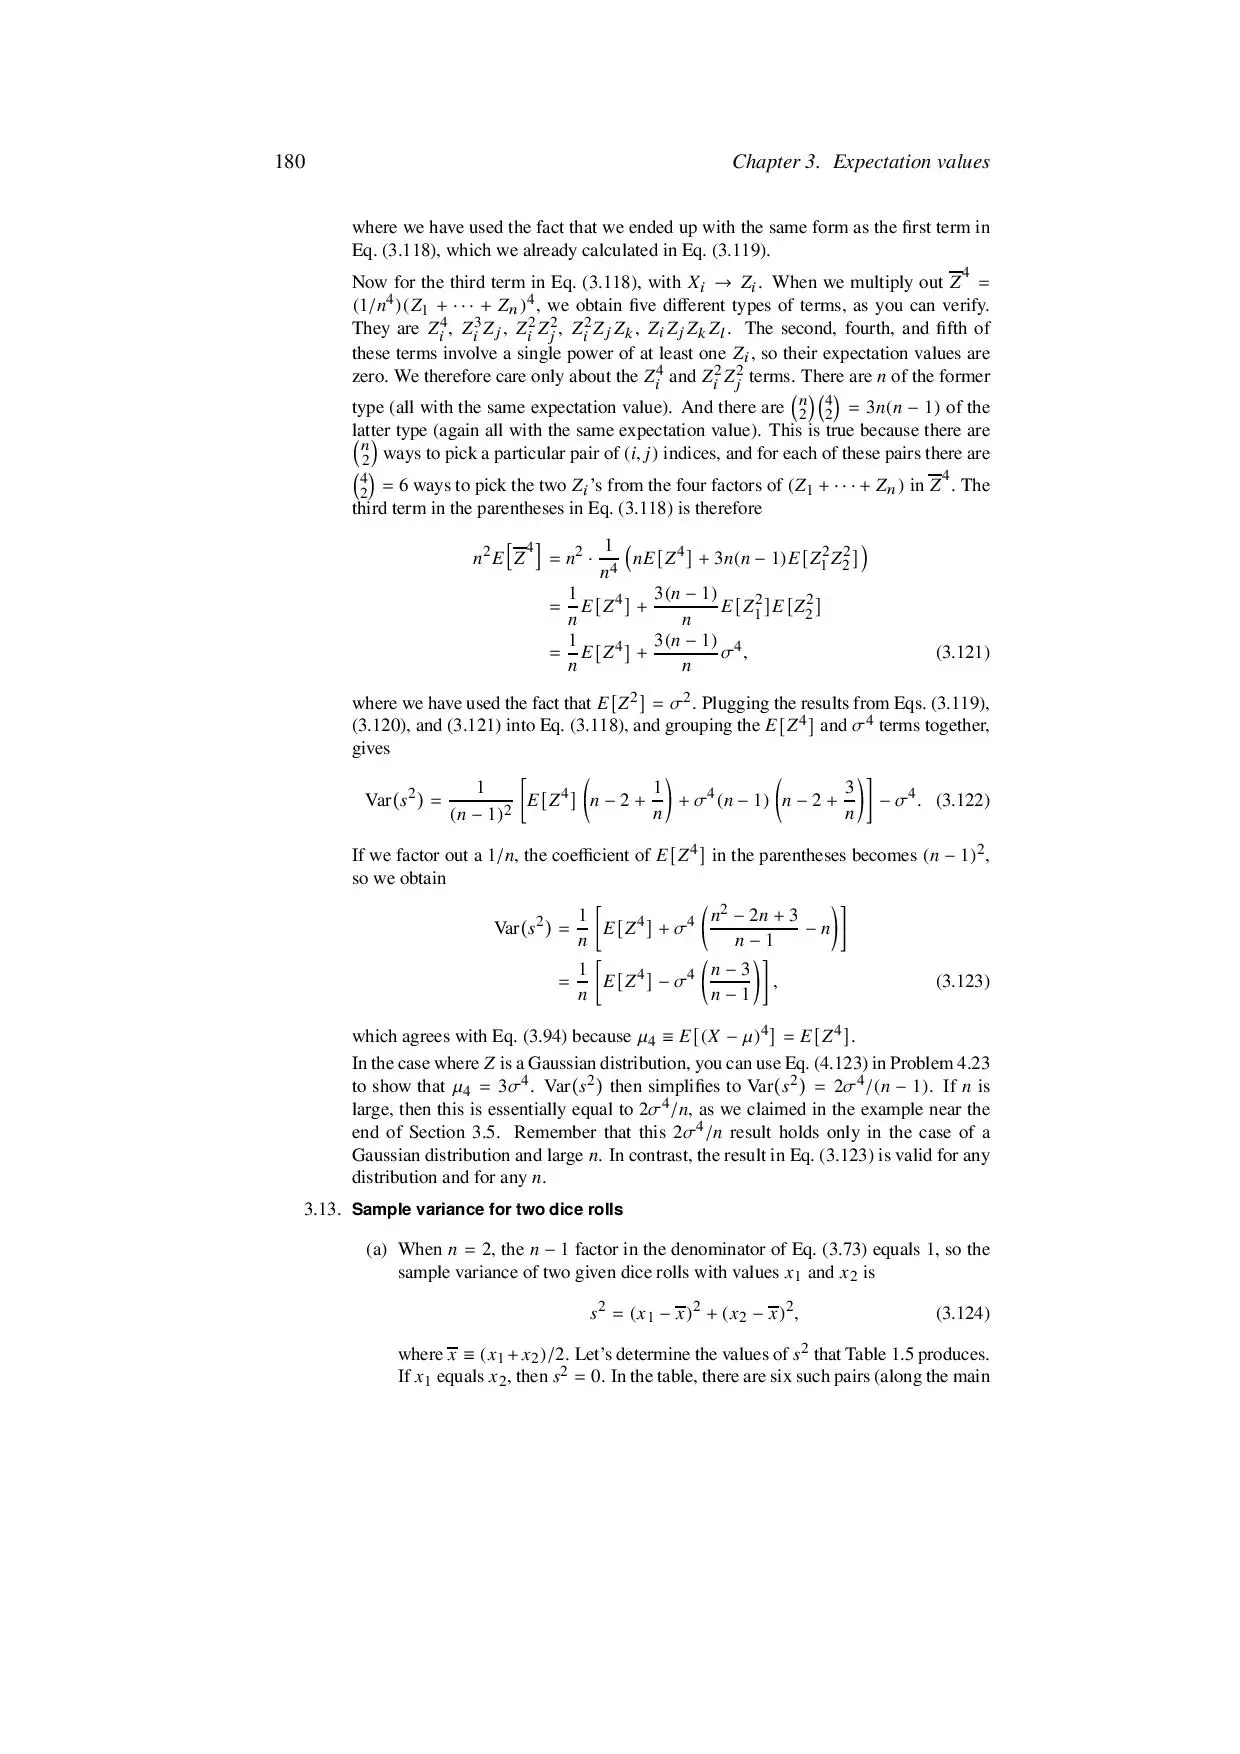 180 Chapter 3. Expectation values
where we have used the fact that we ended up with the same form as the first term in
Eq. (3.118), which we already calculated in Eq. (3.119).
Now for the third term in Eq. (3.118), with $X_i \to Z_i$. When we multiply out $\overline{Z}^4 =$
$(1/n^4)(Z_1 + \cdots + Z_n)^4$, we obtain five different types of terms, as you can verify.
They are $Z_i^4$, $Z_i^3 Z_j$, $Z_i^2 Z_j^2$, $Z_i^2 Z_j Z_k$, $Z_i Z_j Z_k Z_l$. The second, fourth, and fifth of
these terms involve a single power of at least one $Z_i$, so their expectation values are
zero. We therefore care only about the $Z_i^4$ and $Z_i^2 Z_j^2$ terms. There are $n$ of the former
type (all with the same expectation value). And there are $\binom{n}{2}\binom{4}{2} = 3n(n-1)$ of the
latter type (again all with the same expectation value). This is true because there are
$\binom{n}{2}$ ways to pick a particular pair of $(i, j)$ indices, and for each of these pairs there are
$\binom{4}{2} = 6$ ways to pick the two $Z_i$'s from the four factors of $(Z_1 + \cdots + Z_n)$ in $\overline{Z}^4$. The
third term in the parentheses in Eq. (3.118) is therefore
$n^2 E\left[\overline{Z}^4\right] = n^2 \cdot \frac{1}{n^4} \left( nE[Z^4] + 3n(n-1)E[Z_1^2 Z_2^2] \right)$
$= \frac{1}{n} E[Z^4] + \frac{3(n-1)}{n} E[Z_1^2] E[Z_2^2]$
$= \frac{1}{n} E[Z^4] + \frac{3(n-1)}{n} \sigma^4,$ (3.121)
where we have used the fact that $E[Z^2] = \sigma^2$. Plugging the results from Eqs. (3.119),
(3.120), and (3.121) into Eq. (3.118), and grouping the $E[Z^4]$ and $\sigma^4$ terms together,
gives
$\text{Var}(s^2) = \frac{1}{(n-1)^2} \left[ E[Z^4] \left( n - 2 + \frac{1}{n} \right) + \sigma^4 (n-1) \left( n - 2 + \frac{3}{n} \right) \right] - \sigma^4.$ (3.122)
If we factor out a $1/n$, the coefficient of $E[Z^4]$ in the parentheses becomes $(n-1)^2$,
so we obtain
$\text{Var}(s^2) = \frac{1}{n} \left[ E[Z^4] + \sigma^4 \left( \frac{n^2 - 2n + 3}{n-1} - n \right) \right]$
$= \frac{1}{n} \left[ E[Z^4] - \sigma^4 \left( \frac{n-3}{n-1} \right) \right],$ (3.123)
which agrees with Eq. (3.94) because $\mu_4 \equiv E[(X - \mu)^4] = E[Z^4]$.
In the case where $Z$ is a Gaussian distribution, you can use Eq. (4.123) in Problem 4.23
to show that $\mu_4 = 3\sigma^4$. $\text{Var}(s^2)$ then simplifies to $\text{Var}(s^2) = 2\sigma^4/(n-1)$. If $n$ is
large, then this is essentially equal to $2\sigma^4/n$, as we claimed in the example near the
end of Section 3.5. Remember that this $2\sigma^4/n$ result holds only in the case of a
Gaussian distribution and large $n$. In contrast, the result in Eq. (3.123) is valid for any
distribution and for any $n$.
3.13. Sample variance for two dice rolls
(a) When $n = 2$, the $n - 1$ factor in the denominator of Eq. (3.73) equals 1, so the
sample variance of two given dice rolls with values $x_1$ and $x_2$ is
$s^2 = (x_1 - \overline{x})^2 + (x_2 - \overline{x})^2,$ (3.124)
where $\overline{x} \equiv (x_1 + x_2)/2$. Let's determine the values of $s^2$ that Table 1.5 produces.
If $x_1$ equals $x_2$, then $s^2 = 0$. In the table, there are six such pairs (along the main